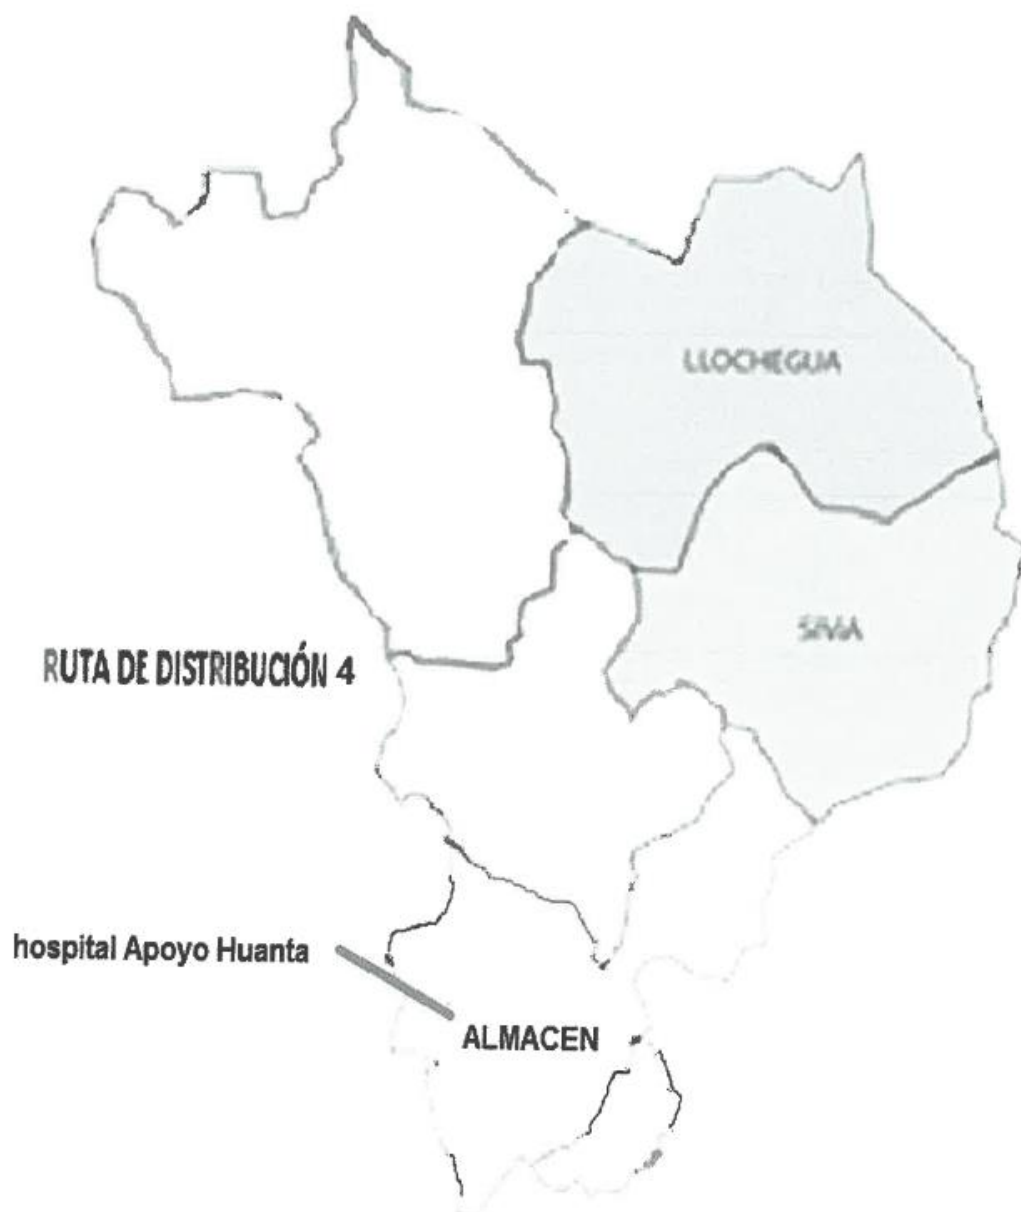 LLOCHEGUA
SIVIA
RUTA DE DISTRIBUCIÓN 4
hospital Apoyo Huanta
ALMACEN